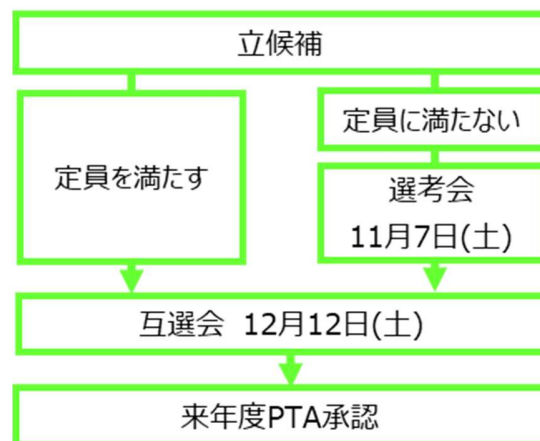 立候補
定員を満たす
定員に満たない
選考会
11月7日(土)
互選会 12月12日(土)
来年度PTA承認